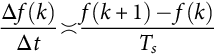 Δf(k)/Δt ≍ (f(k+1)−f(k))/T_s